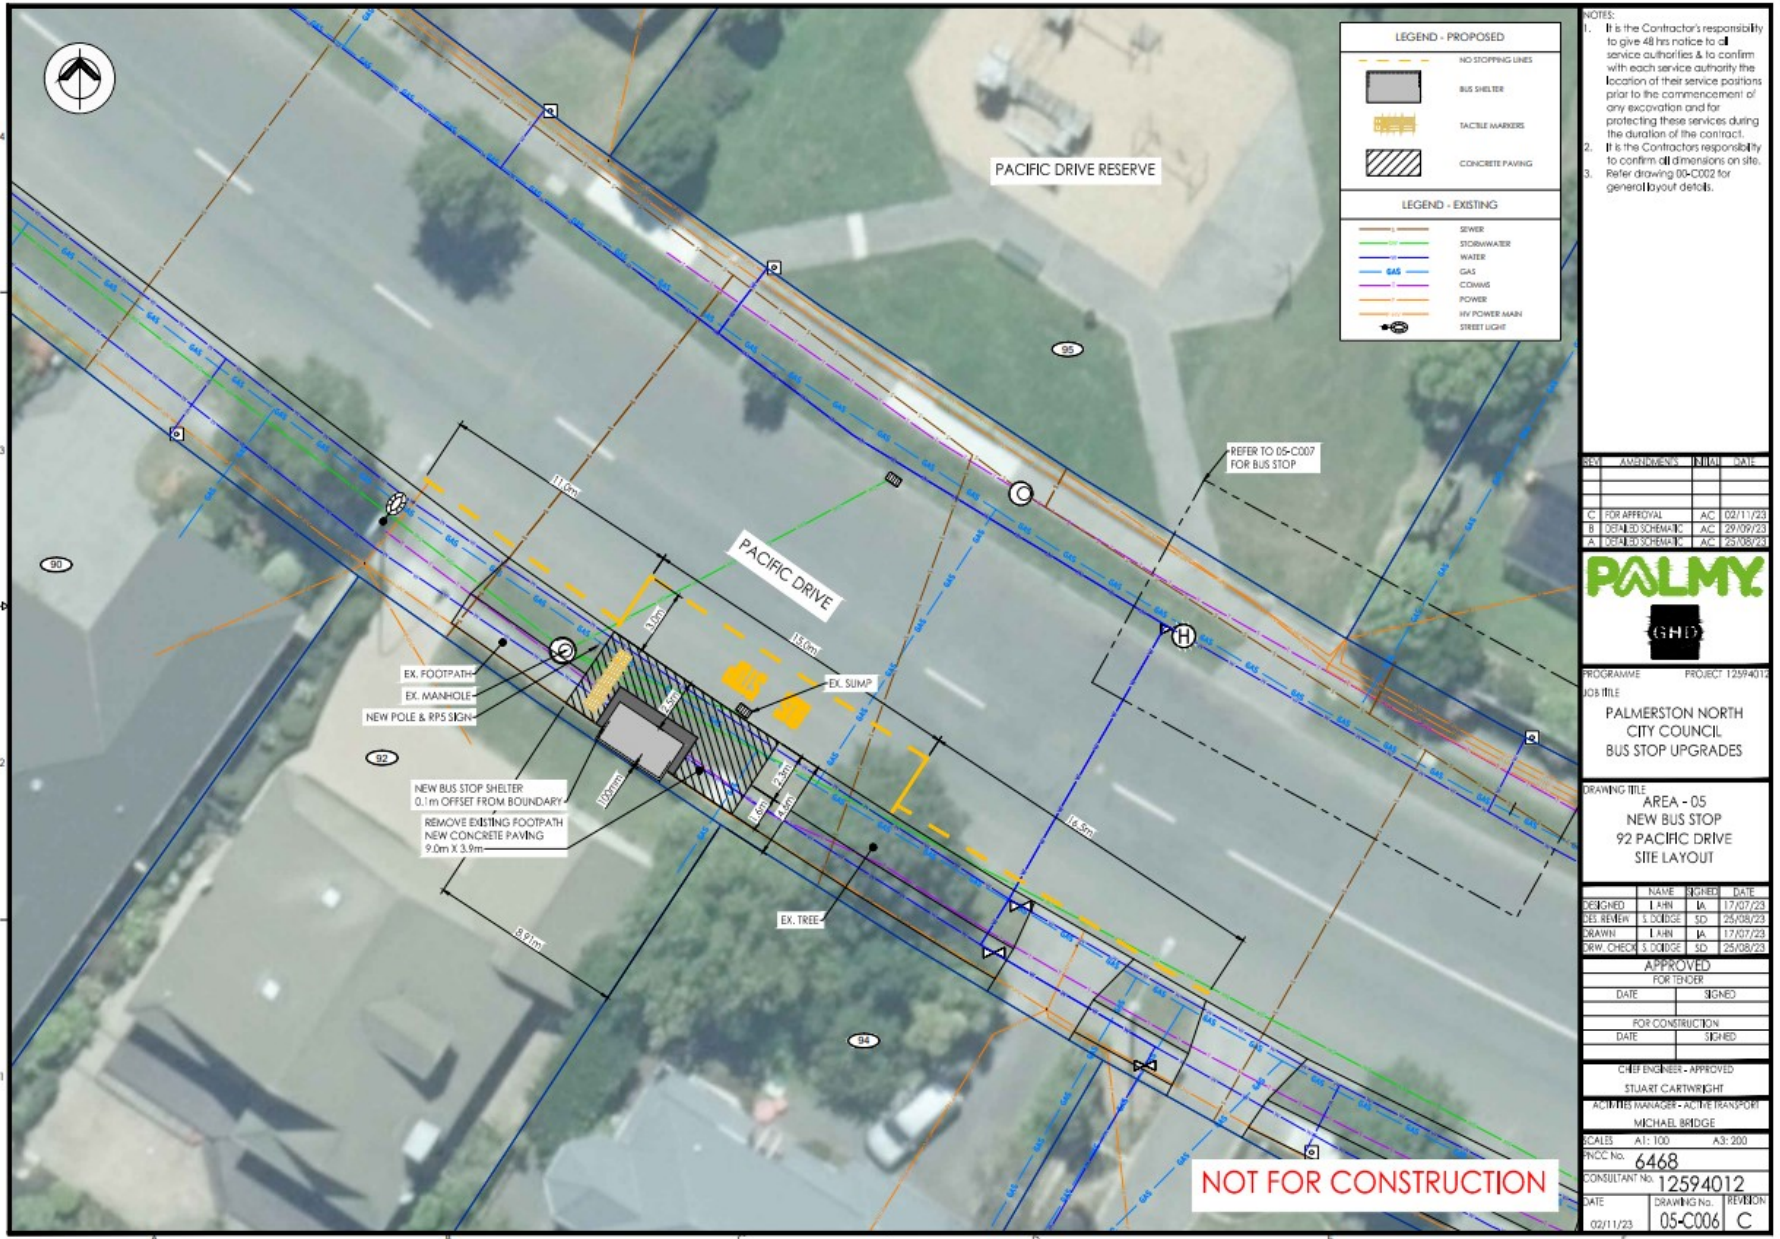 PACIFIC DRIVE RESERVE
95
REFER TO 05-C007
FOR BUS STOP
11.0m
PACIFIC DRIVE
3.0m
15.0m
BUS
EX. SUMP
2.5m
90
EX. FOOTPATH
EX. MANHOLE
NEW POLE & RP5 SIGN
92
NEW BUS STOP SHELTER
0.1m OFFSET FROM BOUNDARY
100mm
REMOVE EXISTING FOOTPATH
NEW CONCRETE PAVING
9.0m X 3.9m
2.3m
1.6m
16.5m
EX. TREE
8.91m
94
H
GAS
NOT FOR CONSTRUCTION
LEGEND - PROPOSED
NO STOPPING LINES
BUS SHELTER
TACTILE MARKERS
CONCRETE PAVING
LEGEND - EXISTING
SEWER
STORMWATER
WATER
GAS
GAS
COMMS
POWER
HV POWER MAIN
STREET LIGHT
NOTES:
1. It is the Contractor's responsibility
to give 48 hrs notice to all
service authorities & to confirm
with each service authority the
location of their service positions
prior to the commencement of
any excavation and for
protecting these services during
the duration of the contract.
2. It is the Contractors responsibility
to confirm all dimensions on site.
3. Refer drawing 00-C002 for
general layout details.
REV AMENDMENTS INITIAL DATE
C FOR APPROVAL AC 02/11/23
B DETAILED SCHEMATIC AC 29/09/23
A DETAILED SCHEMATIC AC 25/08/23
PALMY.
GHD
PROGRAMME PROJECT 12594012
JOB TITLE
PALMERSTON NORTH
CITY COUNCIL
BUS STOP UPGRADES
DRAWING TITLE
AREA - 05
NEW BUS STOP
92 PACIFIC DRIVE
SITE LAYOUT
NAME SIGNED DATE
DESIGNED I. AHN IA 17/07/23
DES. REVIEW S. DOIDGE SD 25/08/23
DRAWN I. AHN IA 17/07/23
DRW. CHECK S. DOIDGE SD 25/08/23
APPROVED
FOR TENDER
DATE SIGNED
FOR CONSTRUCTION
DATE SIGNED
CHIEF ENGINEER - APPROVED
STUART CARTWRIGHT
ACTIVITIES MANAGER - ACTIVE TRANSPORT
MICHAEL BRIDGE
SCALES A1: 100 A3: 200
PNCC No. 6468
CONSULTANT No. 12594012
DATE DRAWING No. REVISION
02/11/23 05-C006 C